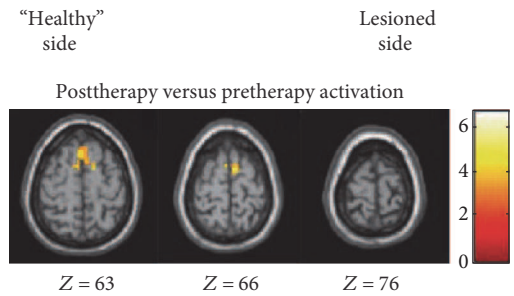 “Healthy”
side
Lesioned
side
Posttherapy versus pretherapy activation
6
4
2
0
Z = 63
Z = 66
Z = 76